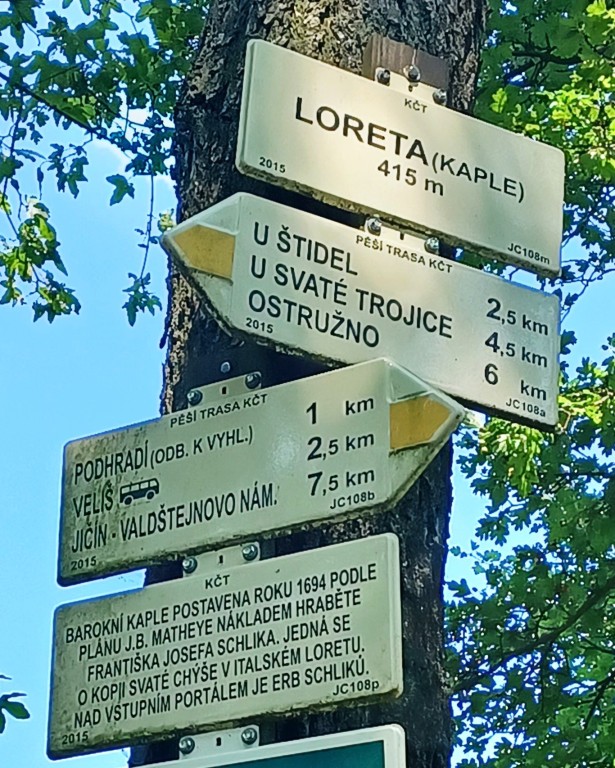 KČT
LORETA (KAPLE)
415 m
2015
JC108m
PĚŠÍ TRASA KČT
U ŠTIDEL 2,5 km
U SVATÉ TROJICE 4,5 km
OSTRUŽNO 6 km
2015
JC108a
PĚŠÍ TRASA KČT
PODHRADÍ (ODB. K VYHL.) 1 km
VELIŠ 2,5 km
JIČÍN - VALDŠTEJNOVO NÁM. 7,5 km
2015
JC108b
KČT
BAROKNÍ KAPLE POSTAVENA ROKU 1694 PODLE
PLÁNU J.B. MATHEYE NÁKLADEM HRABĚTE
FRANTIŠKA JOSEFA SCHLIKA. JEDNÁ SE
O KOPII SVATÉ CHÝŠE V ITALSKÉM LORETU.
NAD VSTUPNÍM PORTÁLEM JE ERB SCHLIKŮ.
2015
JC108p